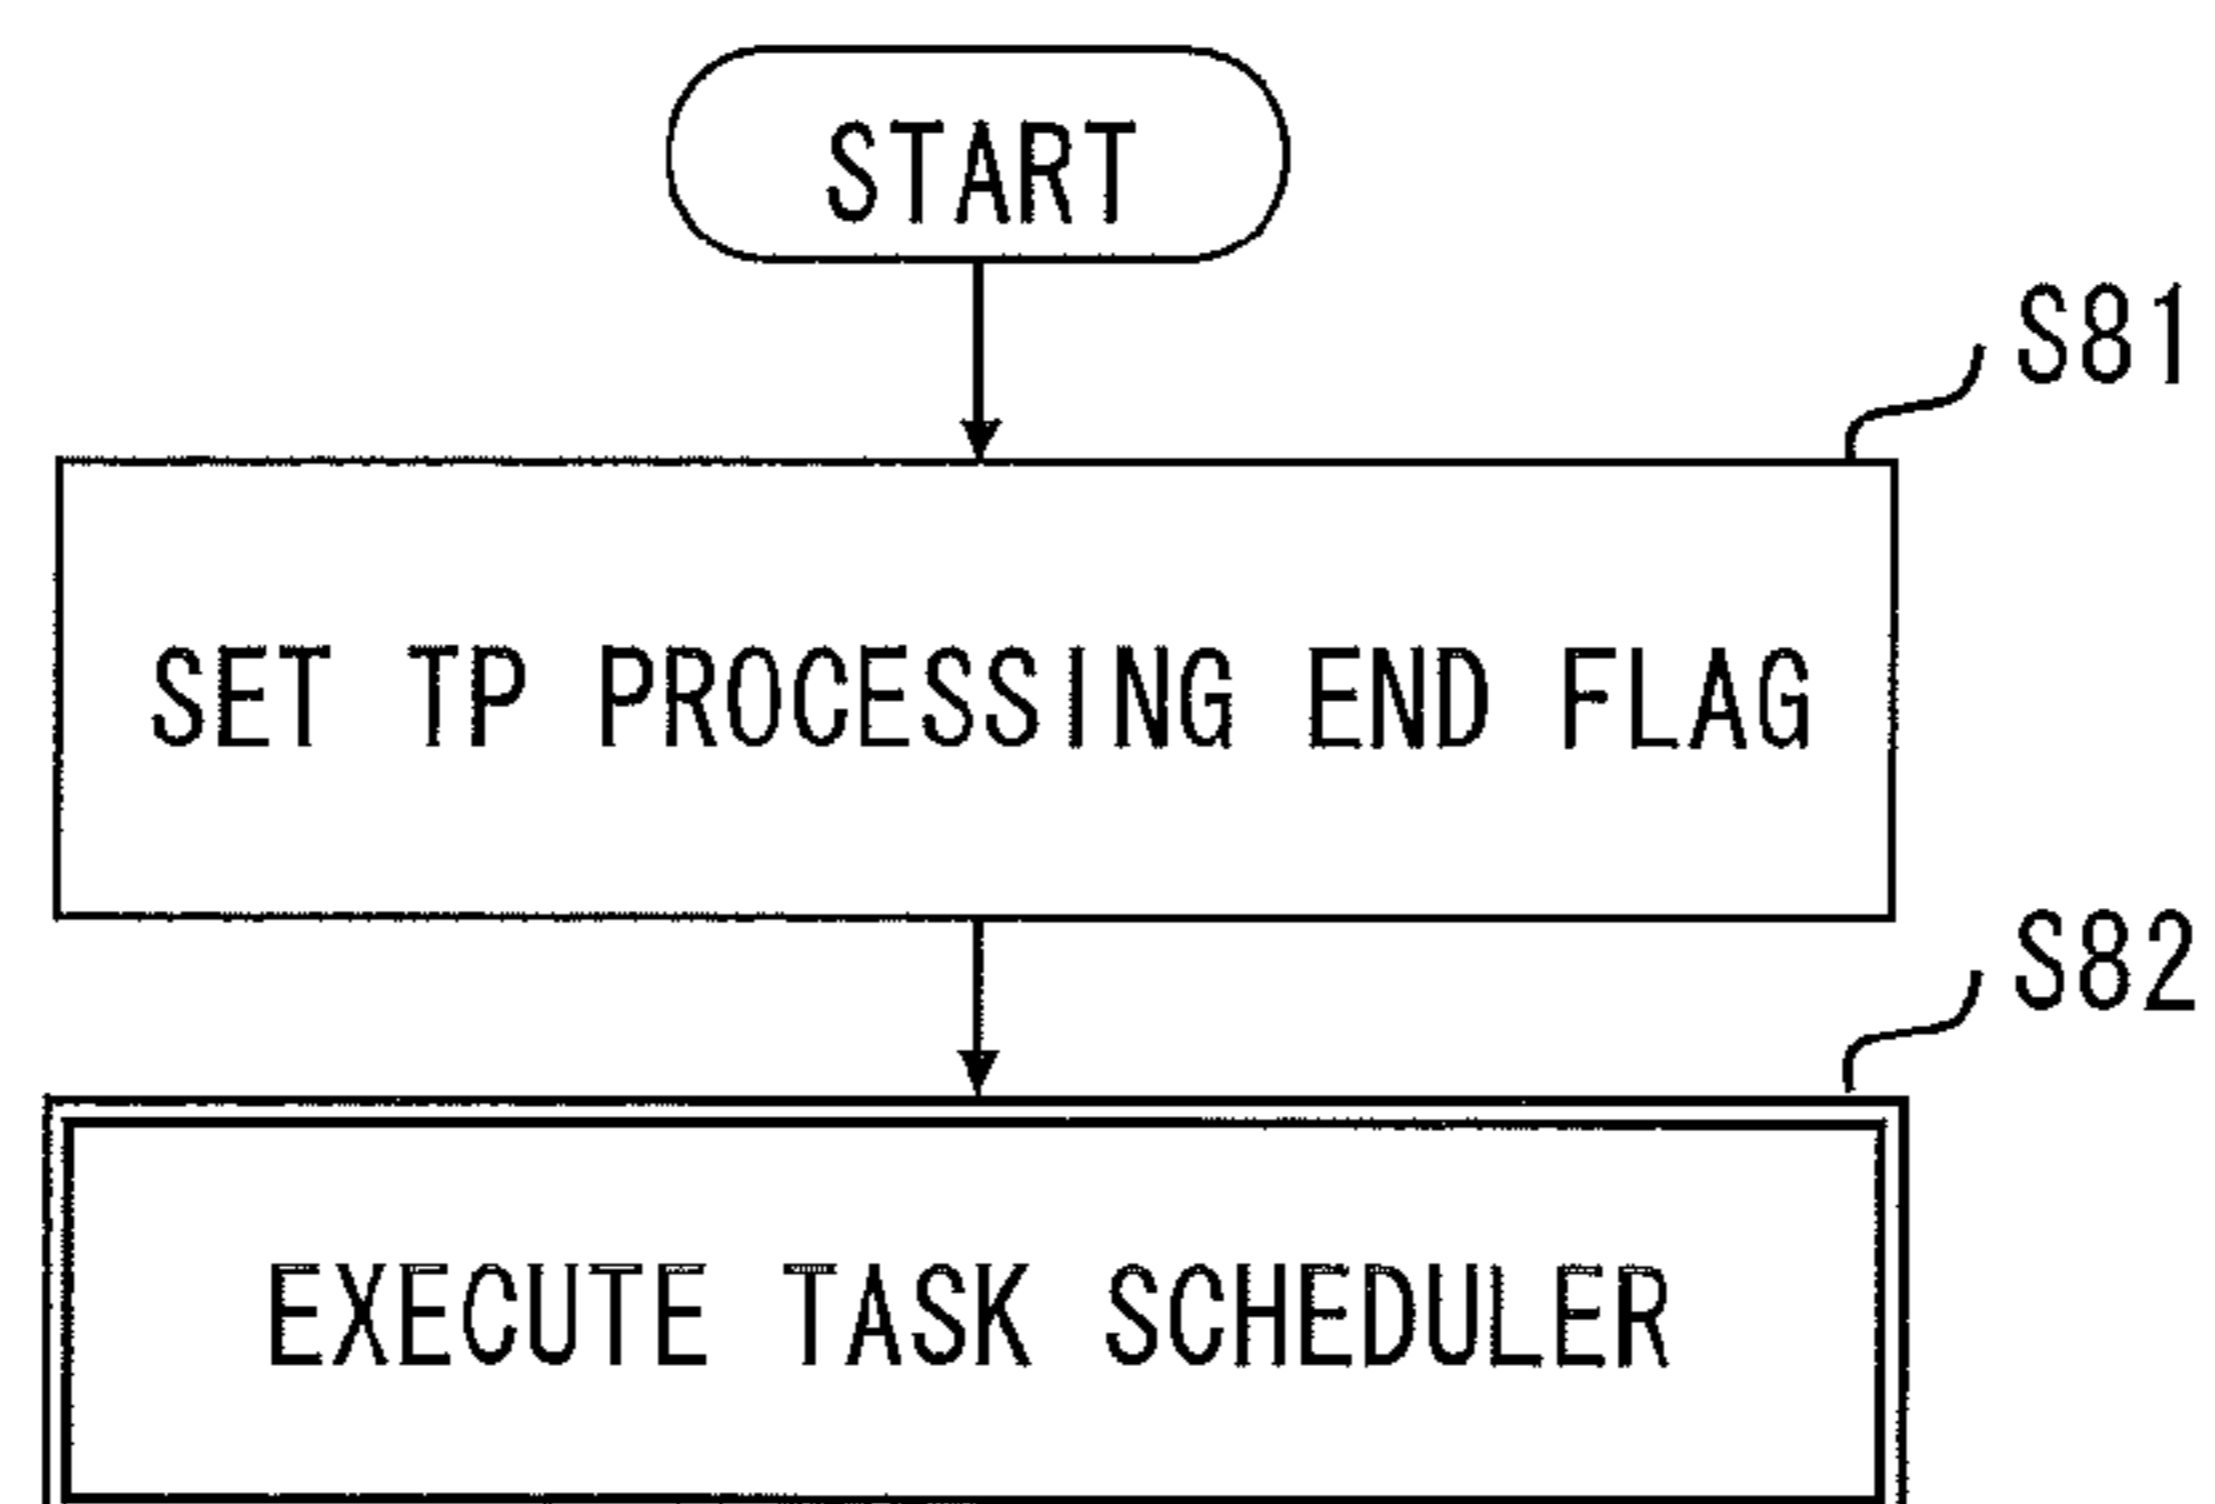 START
S81
SET TP PROCESSING END FLAG
S82
EXECUTE TASK SCHEDULER